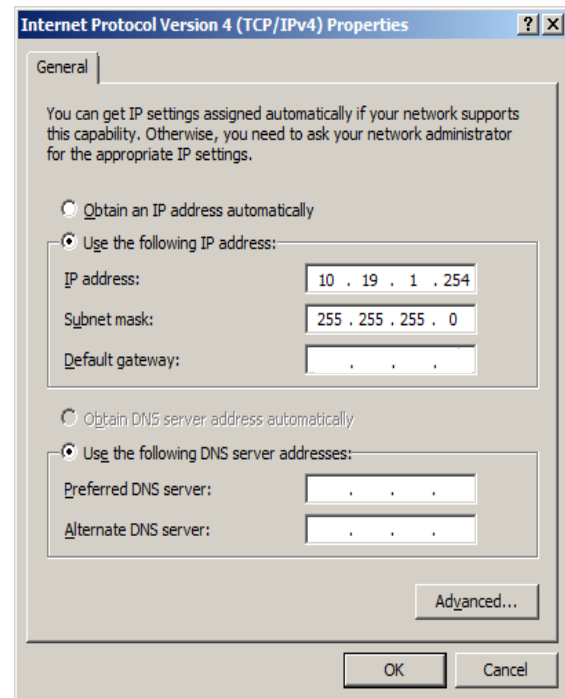 Internet Protocol Version 4 (TCP/IPv4) Properties
General
You can get IP settings assigned automatically if your network supports
this capability. Otherwise, you need to ask your network administrator
for the appropriate IP settings.
Obtain an IP address automatically
Use the following IP address:
IP address: 10 . 19 . 1 . 254
Subnet mask: 255 . 255 . 255 . 0
Default gateway: . . .
Obtain DNS server address automatically
Use the following DNS server addresses:
Preferred DNS server: . . .
Alternate DNS server: . . .
Advanced...
OK Cancel